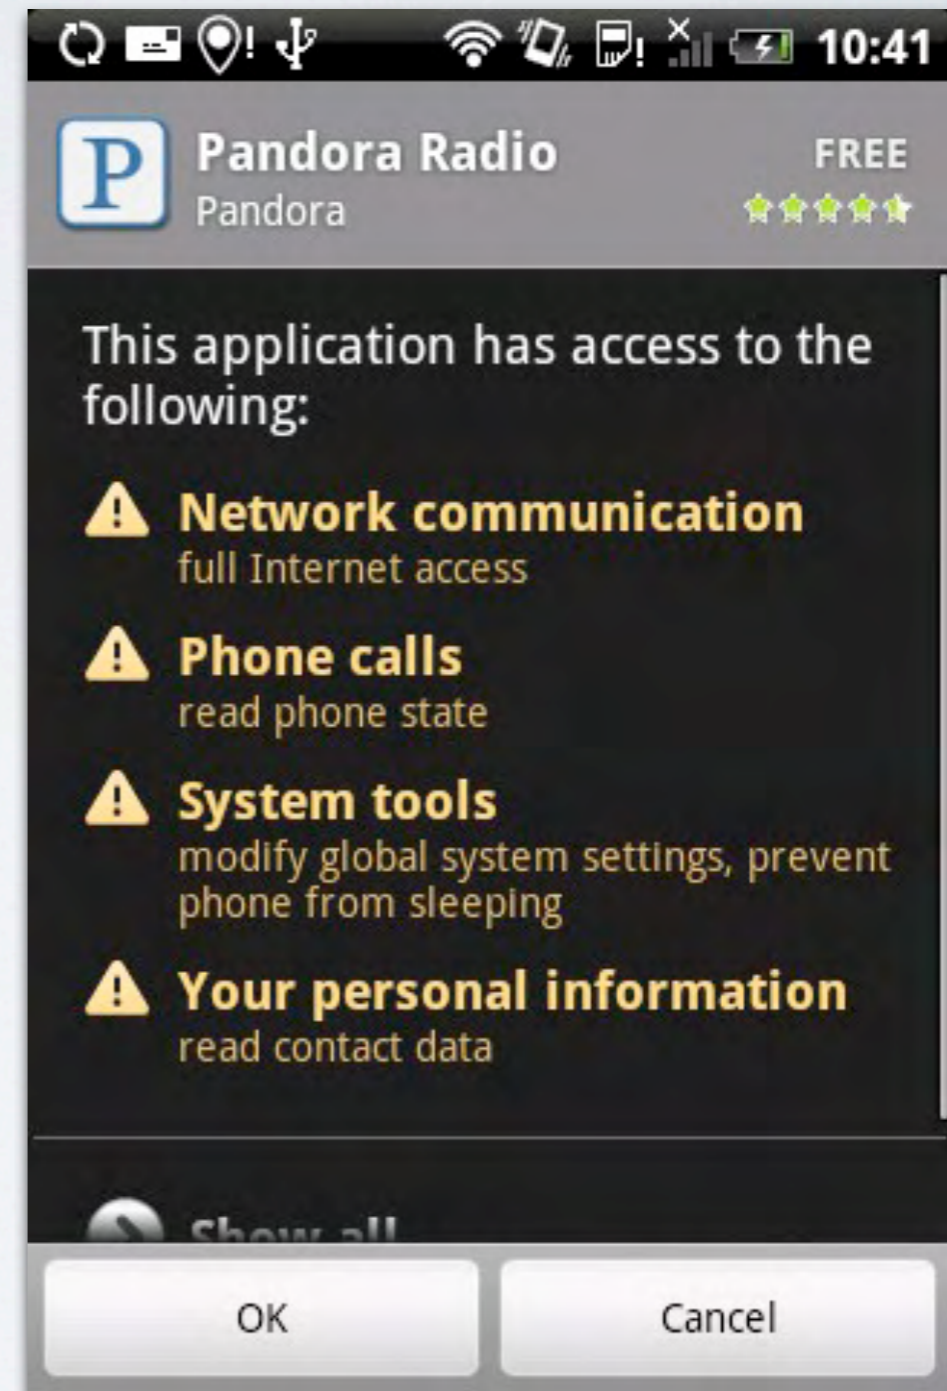 10:41
P
Pandora Radio
FREE
Pandora
This application has access to the
following:
Network communication
full Internet access
Phone calls
read phone state
System tools
modify global system settings, prevent
phone from sleeping
Your personal information
read contact data
Show all
OK
Cancel